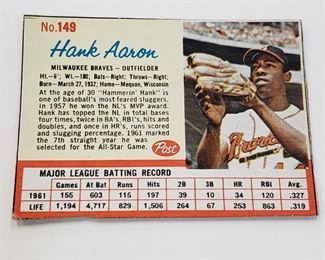 No.149
Hank Aaron
MILWAUKEE BRAVES - OUTFIELDER
Ht.-6'; Wt.-180; Bats-Right; Throws-Right;
Born-March 27, 1932; Home-Mequon, Wisconsin
At the age of 30 "Hammerin' Hank" is
one of baseball's most feared sluggers.
In 1957 he won the NL's MVP award.
Hank has topped the NL in total bases
four times, twice in BA's, RBI's, hits and
doubles, and once in HR's, runs scored
and slugging percentage. 1961 marked
the 7th straight year he was
selected for the All-Star Game.
Post
Braves
MAJOR LEAGUE BATTING RECORD
Games At Bat Runs Hits 2B 3B HR RBI Avg.
1961 155 603 115 197 39 10 34 120 .327
LIFE 1,194 4,717 829 1,506 264 67 253 863 .319